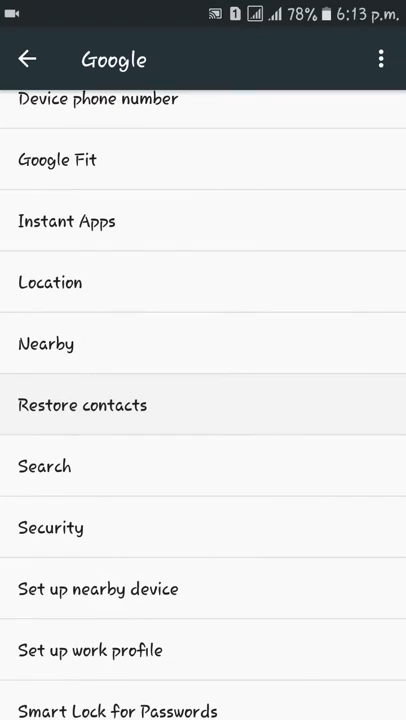 1 78% 6:13 p.m.
Google
Device phone number
Google Fit
Instant Apps
Location
Nearby
Restore contacts
Search
Security
Set up nearby device
Set up work profile
Smart Lock for Passwords